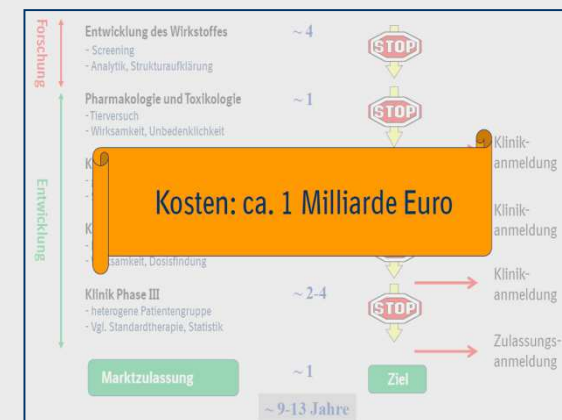 Forschung
Entwicklung des Wirkstoffes ~ 4 STOP
- Screening
- Analytik, Strukturaufklärung
Entwicklung
Pharmakologie und Toxikologie ~ 1 STOP
- Tierversuch
- Wirksamkeit, Unbedenklichkeit
Klinik-
anmeldung
K
Kosten: ca. 1 Milliarde Euro
Klinik-
anmeldung
K
Dosisfindung
Klinik-
anmeldung
Klinik Phase III ~ 2-4 STOP
- heterogene Patientengruppe
- Vgl. Standardtherapie, Statistik
Zulassungs-
anmeldung
Marktzulassung ~ 1 Ziel
~ 9-13 Jahre